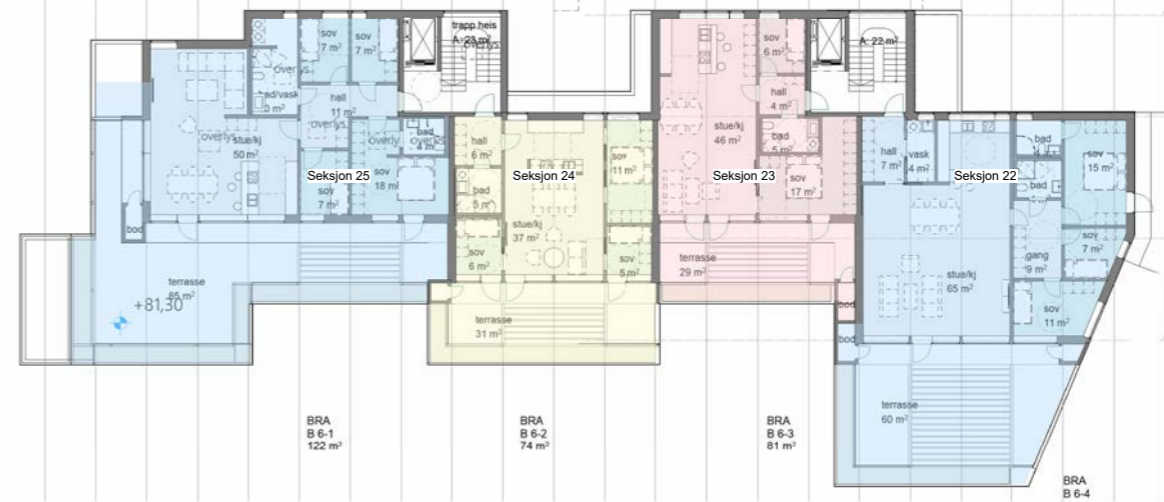 trapp.heis
A: 23 m²
overlys
sov
7 m²
sov
7 m²
overlys
bad/vask
hall
11 m²
overlys
overlys
overlys
stue/kj
50 m²
bad
4 m²
Seksjon 25
sov
7 m²
sov
18 m²
bod
terrasse
85 m²
+81,30
hall
6 m²
bad
5 m²
Seksjon 24
sov
11 m²
stue/kj
37 m²
sov
6 m²
sov
5 m²
terrasse
31 m²
sov
6 m²
hall
4 m²
stue/kj
46 m²
bad
5 m²
Seksjon 23
sov
17 m²
terrasse
29 m²
bod
A: 22 m²
hall
7 m²
vask
4 m²
bad
bad
Seksjon 22
sov
15 m²
sov
7 m²
gang
9 m²
stue/kj
65 m²
sov
11 m²
bod
terrasse
60 m²
BRA
B 6-1
122 m²
BRA
B 6-2
74 m²
BRA
B 6-3
81 m²
BRA
B 6-4